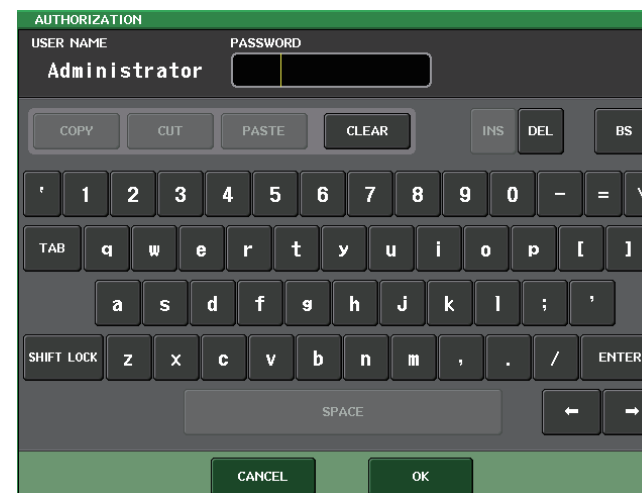 AUTHORIZATION
USER NAME PASSWORD
Administrator
COPY CUT PASTE CLEAR INS DEL BS
' 1 2 3 4 5 6 7 8 9 0 - = \
TAB q w e r t y u i o p [ ]
a s d f g h j k l ; '
SHIFT LOCK z x c v b n m , . / ENTER
SPACE ← →
CANCEL OK